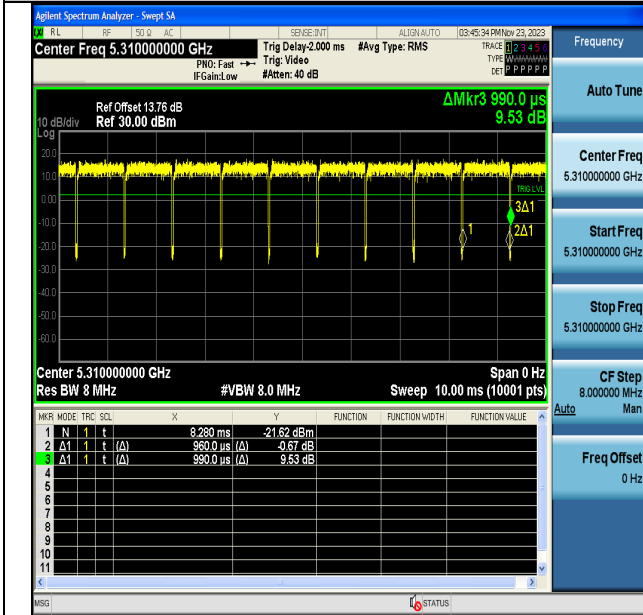 Agilent Spectrum Analyzer - Swept SA
RL RF 50 Ω AC SENSE:INT ALIGN AUTO 03:45:34 PM Nov 23, 2023
Center Freq 5.310000000 GHz Trig Delay-2.000 ms #Avg Type: RMS TRACE 1 2 3 4 5 6
PNO: Fast Trig: Video TYPE
IFGain:Low #Atten: 40 dB DET P P P P P P
ΔMkr3 990.0 µs
Ref Offset 13.76 dB
10 dB/div Ref 30.00 dBm 9.53 dB
Log
20.0
10.0
TRIG LVL
0.00
3Δ1
-10.0
1 2Δ1
-20.0
-30.0
-40.0
-50.0
-60.0
Center 5.310000000 GHz Span 0 Hz
Res BW 8 MHz #VBW 8.0 MHz Sweep 10.00 ms (10001 pts)
MKR MODE TRC SCL X Y FUNCTION FUNCTION WIDTH FUNCTION VALUE
1 N 1 t 8.280 ms -21.62 dBm
2 Δ1 1 t (Δ) 960.0 µs (Δ) -0.67 dB
3 Δ1 1 t (Δ) 990.0 µs (Δ) 9.53 dB
4
5
6
7
8
9
10
11
MSG STATUS
Frequency
Auto Tune
Center Freq
5.310000000 GHz
Start Freq
5.310000000 GHz
Stop Freq
5.310000000 GHz
CF Step
8.000000 MHz
Auto Man
Freq Offset
0 Hz